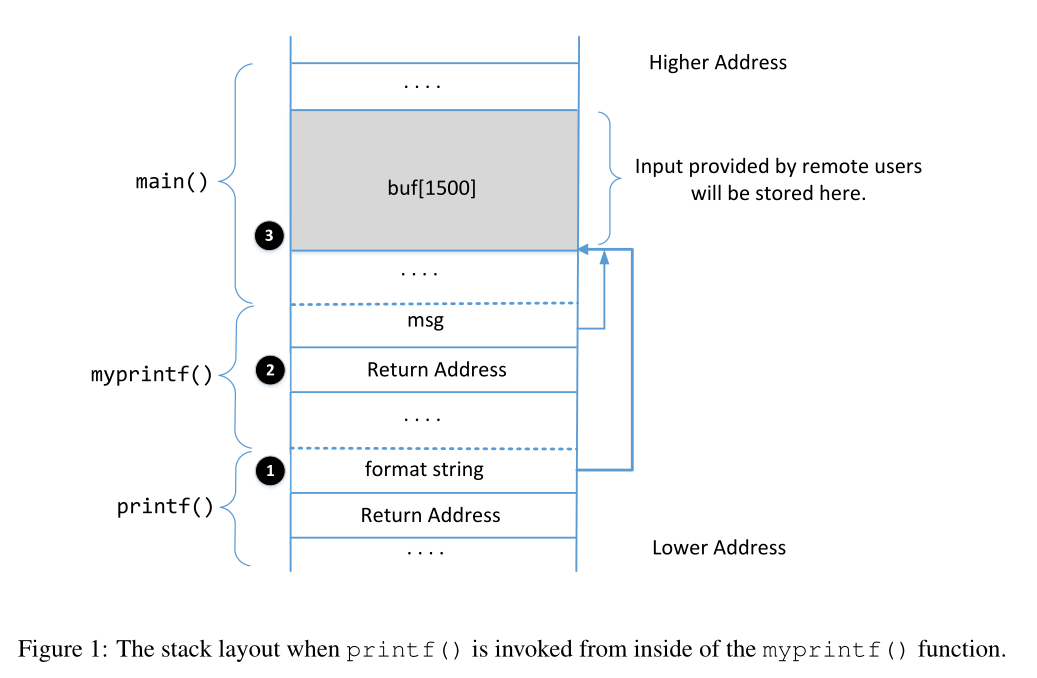 Higher Address
. . . .
main()
buf[1500]
Input provided by remote users
will be stored here.
3
. . . .
msg
myprintf()
2
Return Address
. . . .
1
format string
printf()
Return Address
. . . .
Lower Address
Figure 1: The stack layout when printf() is invoked from inside of the myprintf() function.